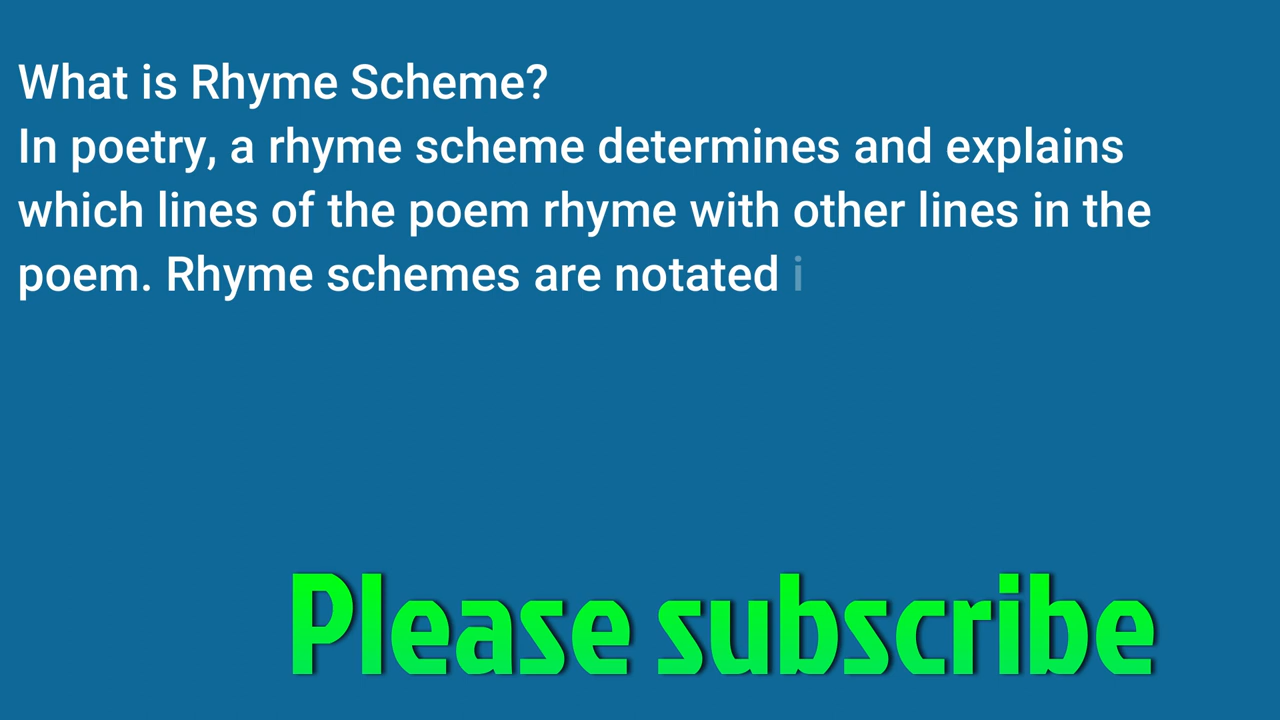 What is Rhyme Scheme?
In poetry, a rhyme scheme determines and explains
which lines of the poem rhyme with other lines in the
poem. Rhyme schemes are notated i
Please subscribe